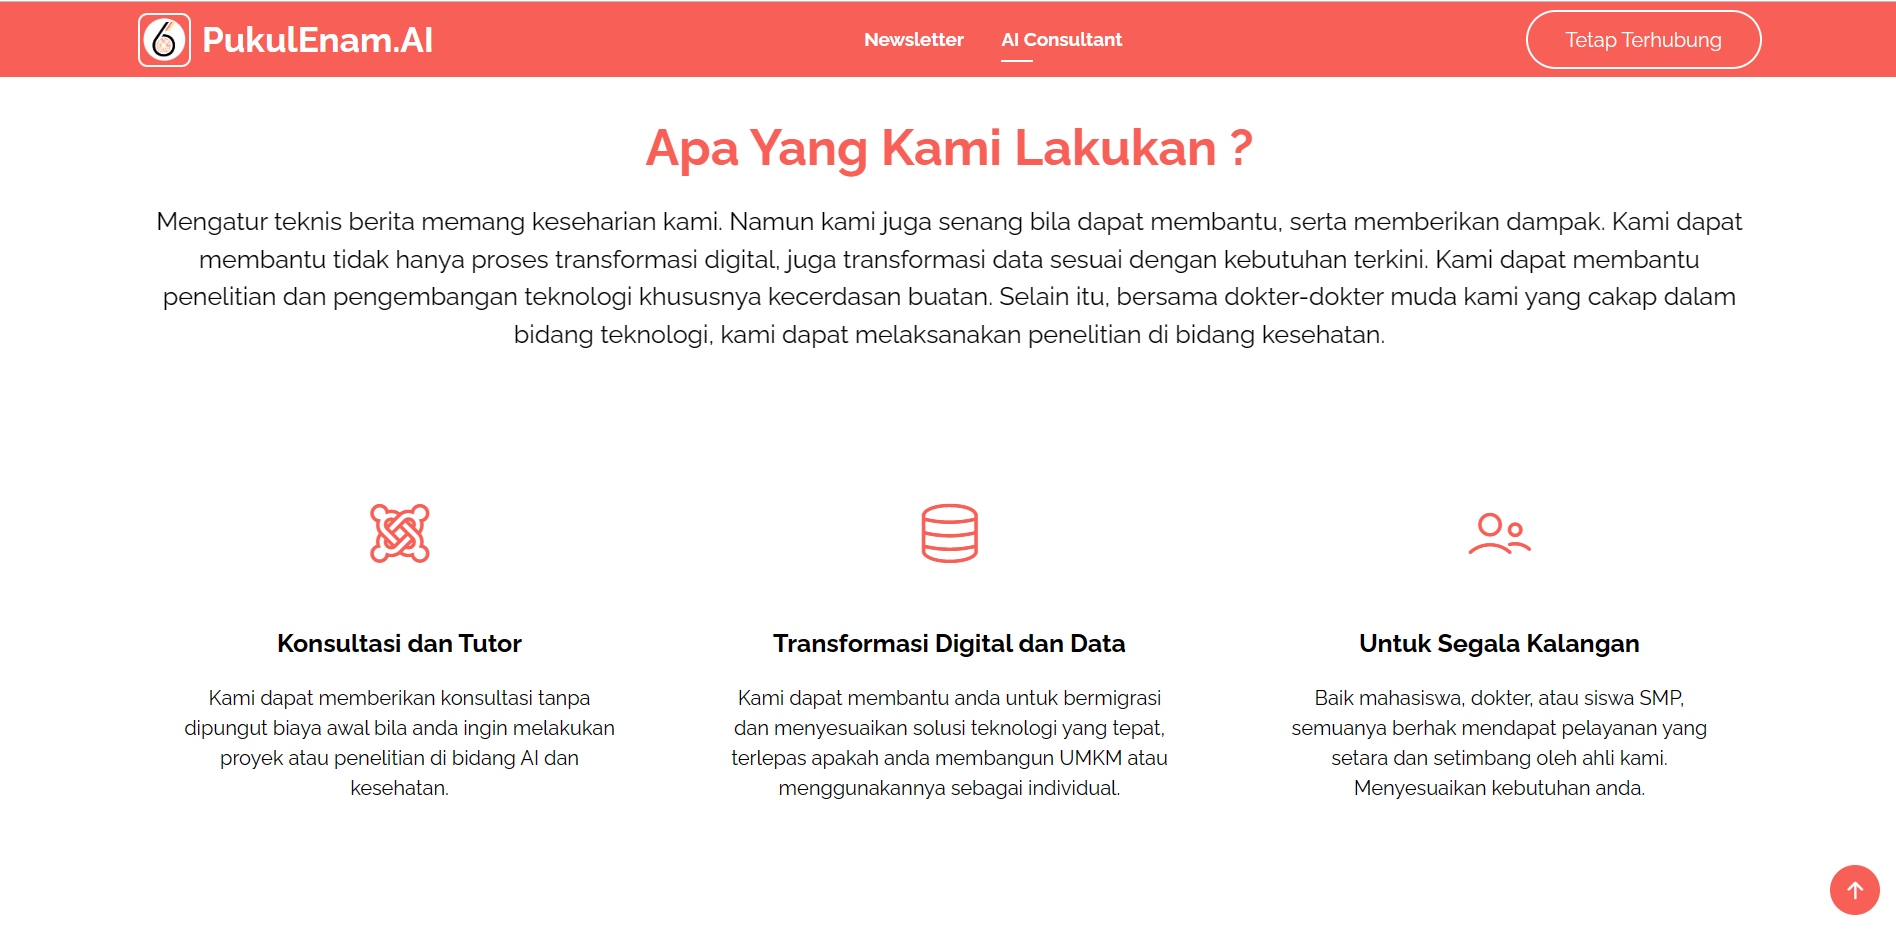 6 PukulEnam.AI
Newsletter
AI Consultant
Tetap Terhubung
Apa Yang Kami Lakukan ?
Mengatur teknis berita memang keseharian kami. Namun kami juga senang bila dapat membantu, serta memberikan dampak. Kami dapat
membantu tidak hanya proses transformasi digital, juga transformasi data sesuai dengan kebutuhan terkini. Kami dapat membantu
penelitian dan pengembangan teknologi khususnya kecerdasan buatan. Selain itu, bersama dokter-dokter muda kami yang cakap dalam
bidang teknologi, kami dapat melaksanakan penelitian di bidang kesehatan.
Konsultasi dan Tutor
Kami dapat memberikan konsultasi tanpa
dipungut biaya awal bila anda ingin melakukan
proyek atau penelitian di bidang AI dan
kesehatan.
Transformasi Digital dan Data
Kami dapat membantu anda untuk bermigrasi
dan menyesuaikan solusi teknologi yang tepat,
terlepas apakah anda membangun UMKM atau
menggunakannya sebagai individual.
Untuk Segala Kalangan
Baik mahasiswa, dokter, atau siswa SMP,
semuanya berhak mendapat pelayanan yang
setara dan setimbang oleh ahli kami.
Menyesuaikan kebutuhan anda.